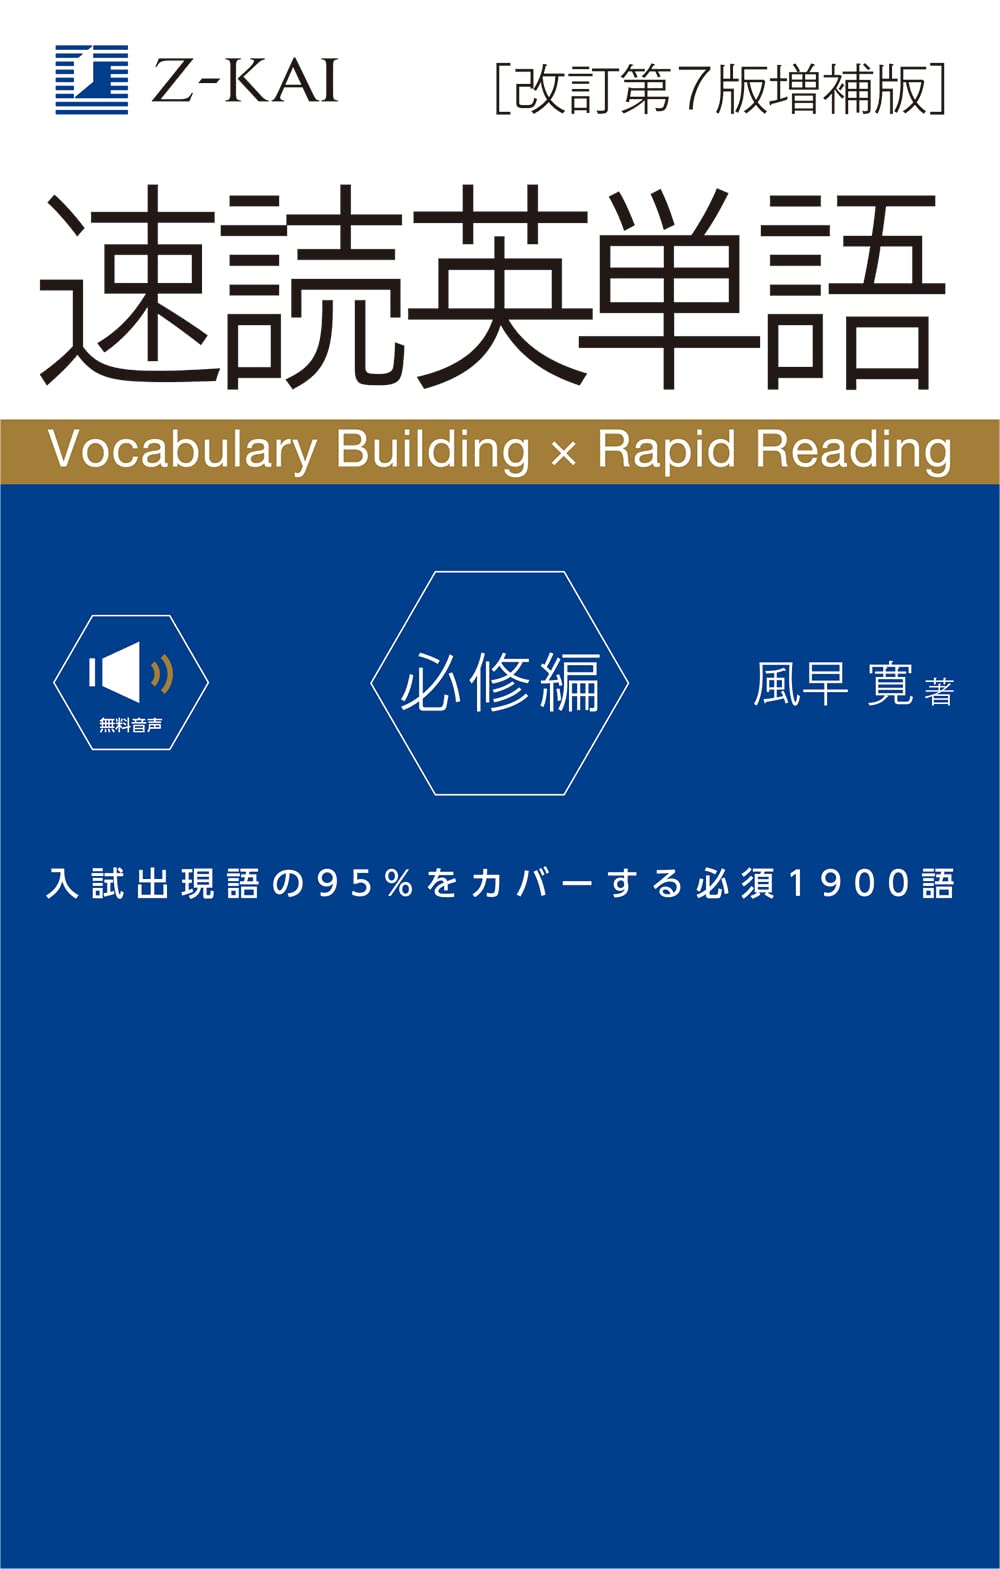 Z-KAI
［改訂第7版増補版］
速読英単語
Vocabulary Building × Rapid Reading
無料音声
必修編
風早 寛 著
入試出現語の95%をカバーする必須1900語